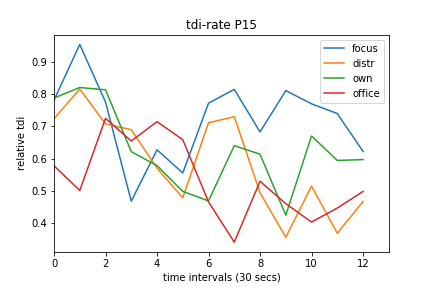 tdi-rate P15
focus
distr
own
office
relative tdi
0.9
0.8
0.7
0.6
0.5
0.4
0 2 4 6 8 10 12
time intervals (30 secs)